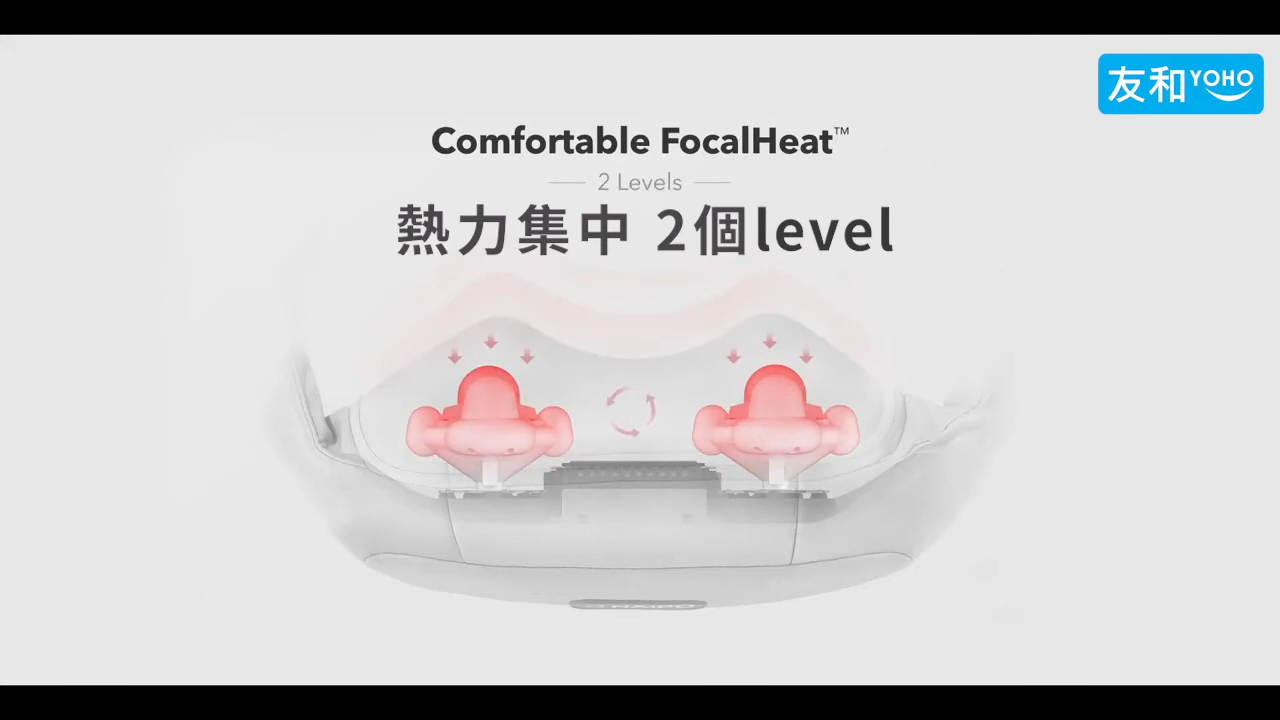 友和 YOHO
Comfortable FocalHeat™
2 Levels
熱力集中 2個level